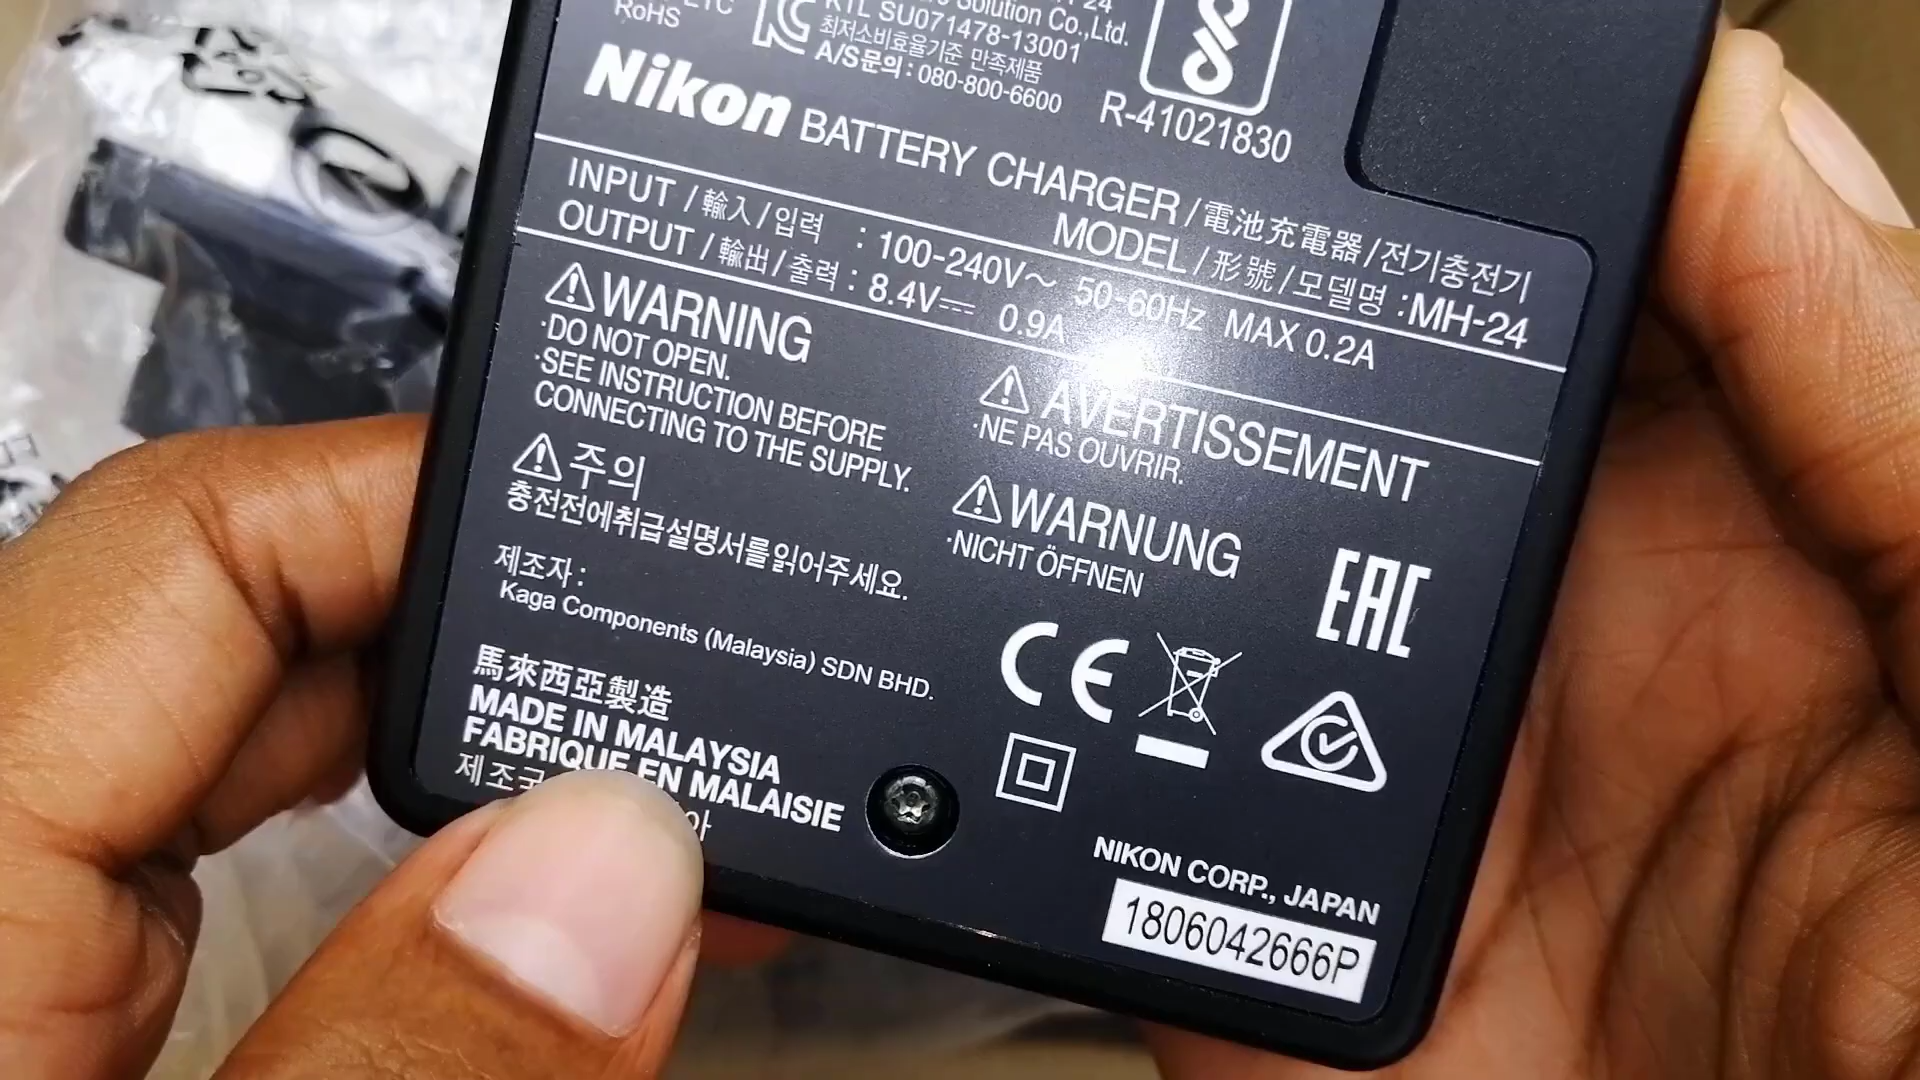 RoHS
Solution Co.,Ltd.
KTL SU071478-13001
최저소비효율기준 만족제품
A/S문의: 080-800-6600
R-41021830
Nikon BATTERY CHARGER/電池充電器/전기충전기
MODEL/形號/모델명 :MH-24
INPUT/輸入/입력 : 100-240V~ 50-60Hz MAX 0.2A
OUTPUT/輸出/출력 : 8.4V⎓ 0.9A
⚠WARNING
·DO NOT OPEN.
·SEE INSTRUCTION BEFORE
CONNECTING TO THE SUPPLY.
⚠AVERTISSEMENT
·NE PAS OUVRIR.
⚠주의
충전전에취급설명서를읽어주세요.
⚠WARNUNG
·NICHT ÖFFNEN
제조자:
Kaga Components (Malaysia) SDN BHD.
EAC
CE
馬來西亞製造
MADE IN MALAYSIA
FABRIQUE EN MALAISIE
NIKON CORP., JAPAN
1806042666P